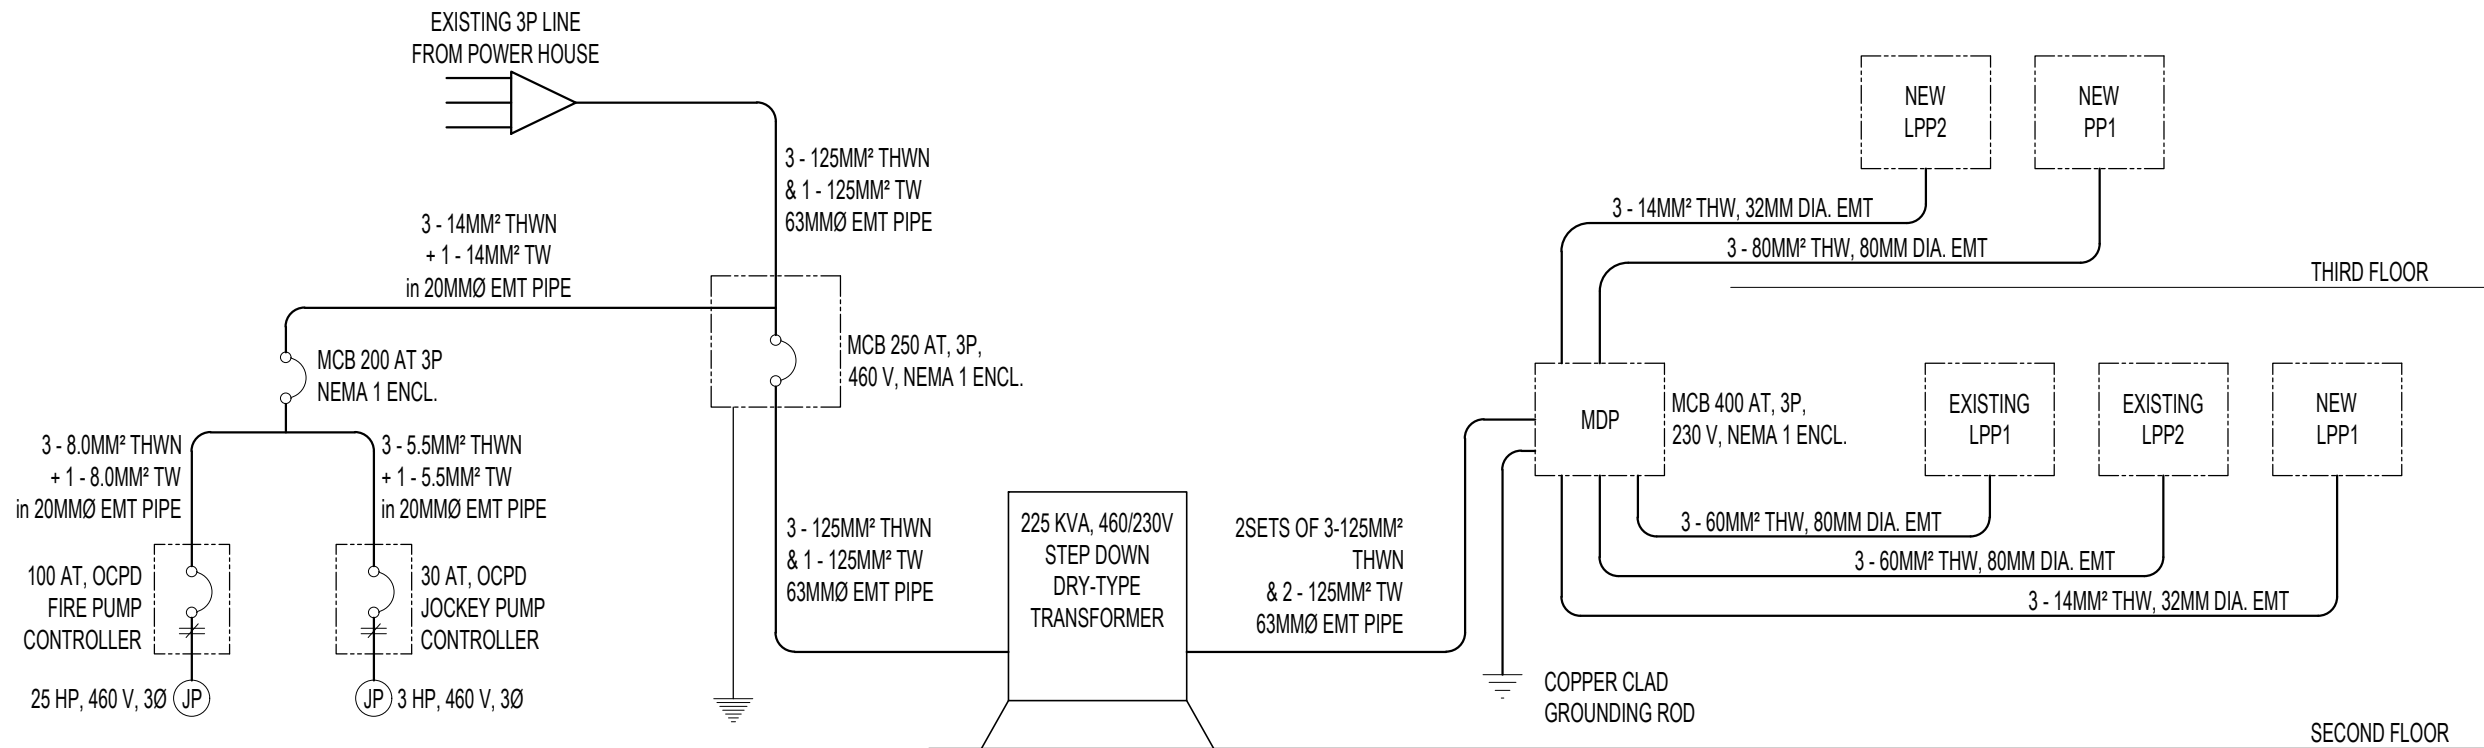 EXISTING 3P LINE
FROM POWER HOUSE
3 - 125MM² THWN
& 1 - 125MM² TW
63MMØ EMT PIPE
3 - 14MM² THWN
+ 1 - 14MM² TW
in 20MMØ EMT PIPE
MCB 200 AT 3P
NEMA 1 ENCL.
MCB 250 AT, 3P,
460 V, NEMA 1 ENCL.
3 - 8.0MM² THWN
+ 1 - 8.0MM² TW
in 20MMØ EMT PIPE
3 - 5.5MM² THWN
+ 1 - 5.5MM² TW
in 20MMØ EMT PIPE
100 AT, OCPD
FIRE PUMP
CONTROLLER
30 AT, OCPD
JOCKEY PUMP
CONTROLLER
25 HP, 460 V, 3Ø
JP
JP
3 HP, 460 V, 3Ø
3 - 125MM² THWN
& 1 - 125MM² TW
63MMØ EMT PIPE
225 KVA, 460/230V
STEP DOWN
DRY-TYPE
TRANSFORMER
2SETS OF 3-125MM²
THWN
& 2 - 125MM² TW
63MMØ EMT PIPE
NEW
LPP2
NEW
PP1
3 - 14MM² THW, 32MM DIA. EMT
3 - 80MM² THW, 80MM DIA. EMT
THIRD FLOOR
MDP
MCB 400 AT, 3P,
230 V, NEMA 1 ENCL.
EXISTING
LPP1
EXISTING
LPP2
NEW
LPP1
3 - 60MM² THW, 80MM DIA. EMT
3 - 60MM² THW, 80MM DIA. EMT
3 - 14MM² THW, 32MM DIA. EMT
COPPER CLAD
GROUNDING ROD
SECOND FLOOR